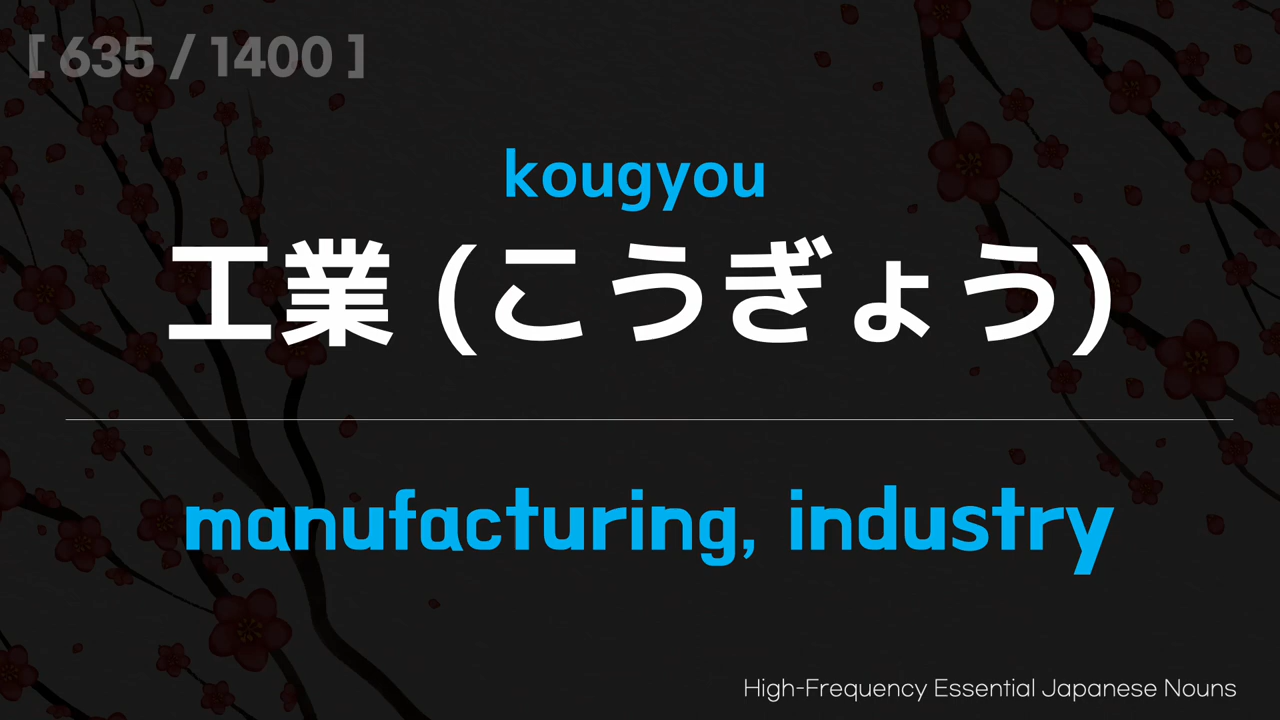 [ 635 / 1400 ]
kougyou
工業 (こうぎょう)
manufacturing, industry
High-Frequency Essential Japanese Nouns